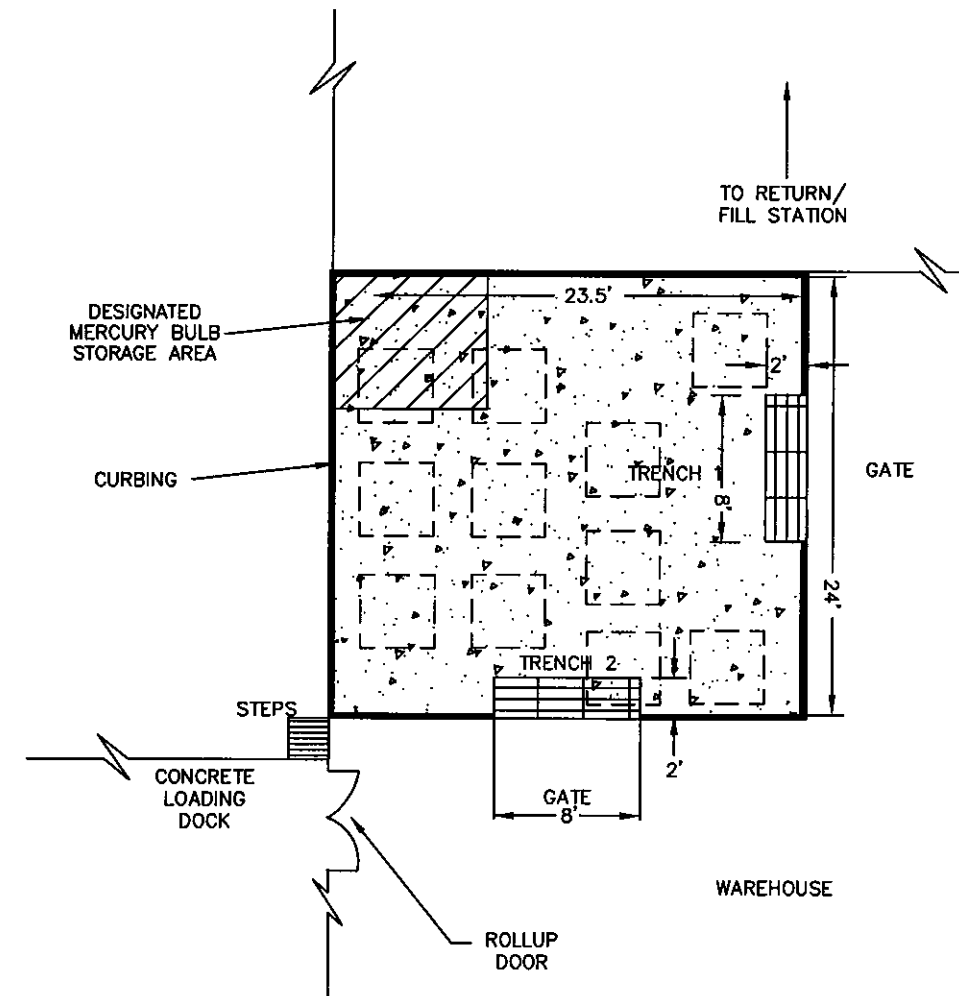 TO RETURN/
FILL STATION
DESIGNATED
MERCURY BULB
STORAGE AREA
23.5'
2'
CURBING
TRENCH 1
8'
GATE
24'
TRENCH 2
STEPS
2'
CONCRETE
LOADING
DOCK
GATE
8'
WAREHOUSE
ROLLUP
DOOR